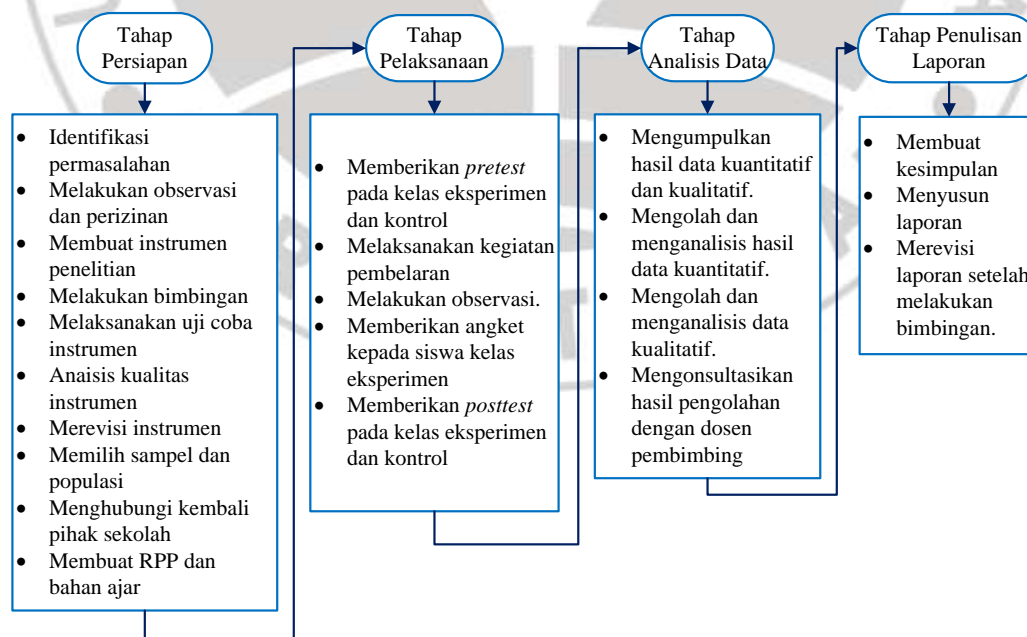 Tahap
Persiapan
• Identifikasi
permasalahan
• Melakukan observasi
dan perizinan
• Membuat instrumen
penelitian
• Melakukan bimbingan
• Melaksanakan uji coba
instrumen
• Anaisis kualitas
instrumen
• Merevisi instrumen
• Memilih sampel dan
populasi
• Menghubungi kembali
pihak sekolah
• Membuat RPP dan
bahan ajar
Tahap
Pelaksanaan
• Memberikan pretest
pada kelas eksperimen
dan kontrol
• Melaksanakan kegiatan
pembelaran
• Melakukan observasi.
• Memberikan angket
kepada siswa kelas
eksperimen
• Memberikan posttest
pada kelas eksperimen
dan kontrol
Tahap
Analisis Data
• Mengumpulkan
hasil data kuantitatif
dan kualitatif.
• Mengolah dan
menganalisis hasil
data kuantitatif.
• Mengolah dan
menganalisis data
kualitatif.
• Mengonsultasikan
hasil pengolahan
dengan dosen
pembimbing
Tahap Penulisan
Laporan
• Membuat
kesimpulan
• Menyusun
laporan
• Merevisi
laporan setelah
melakukan
bimbingan.